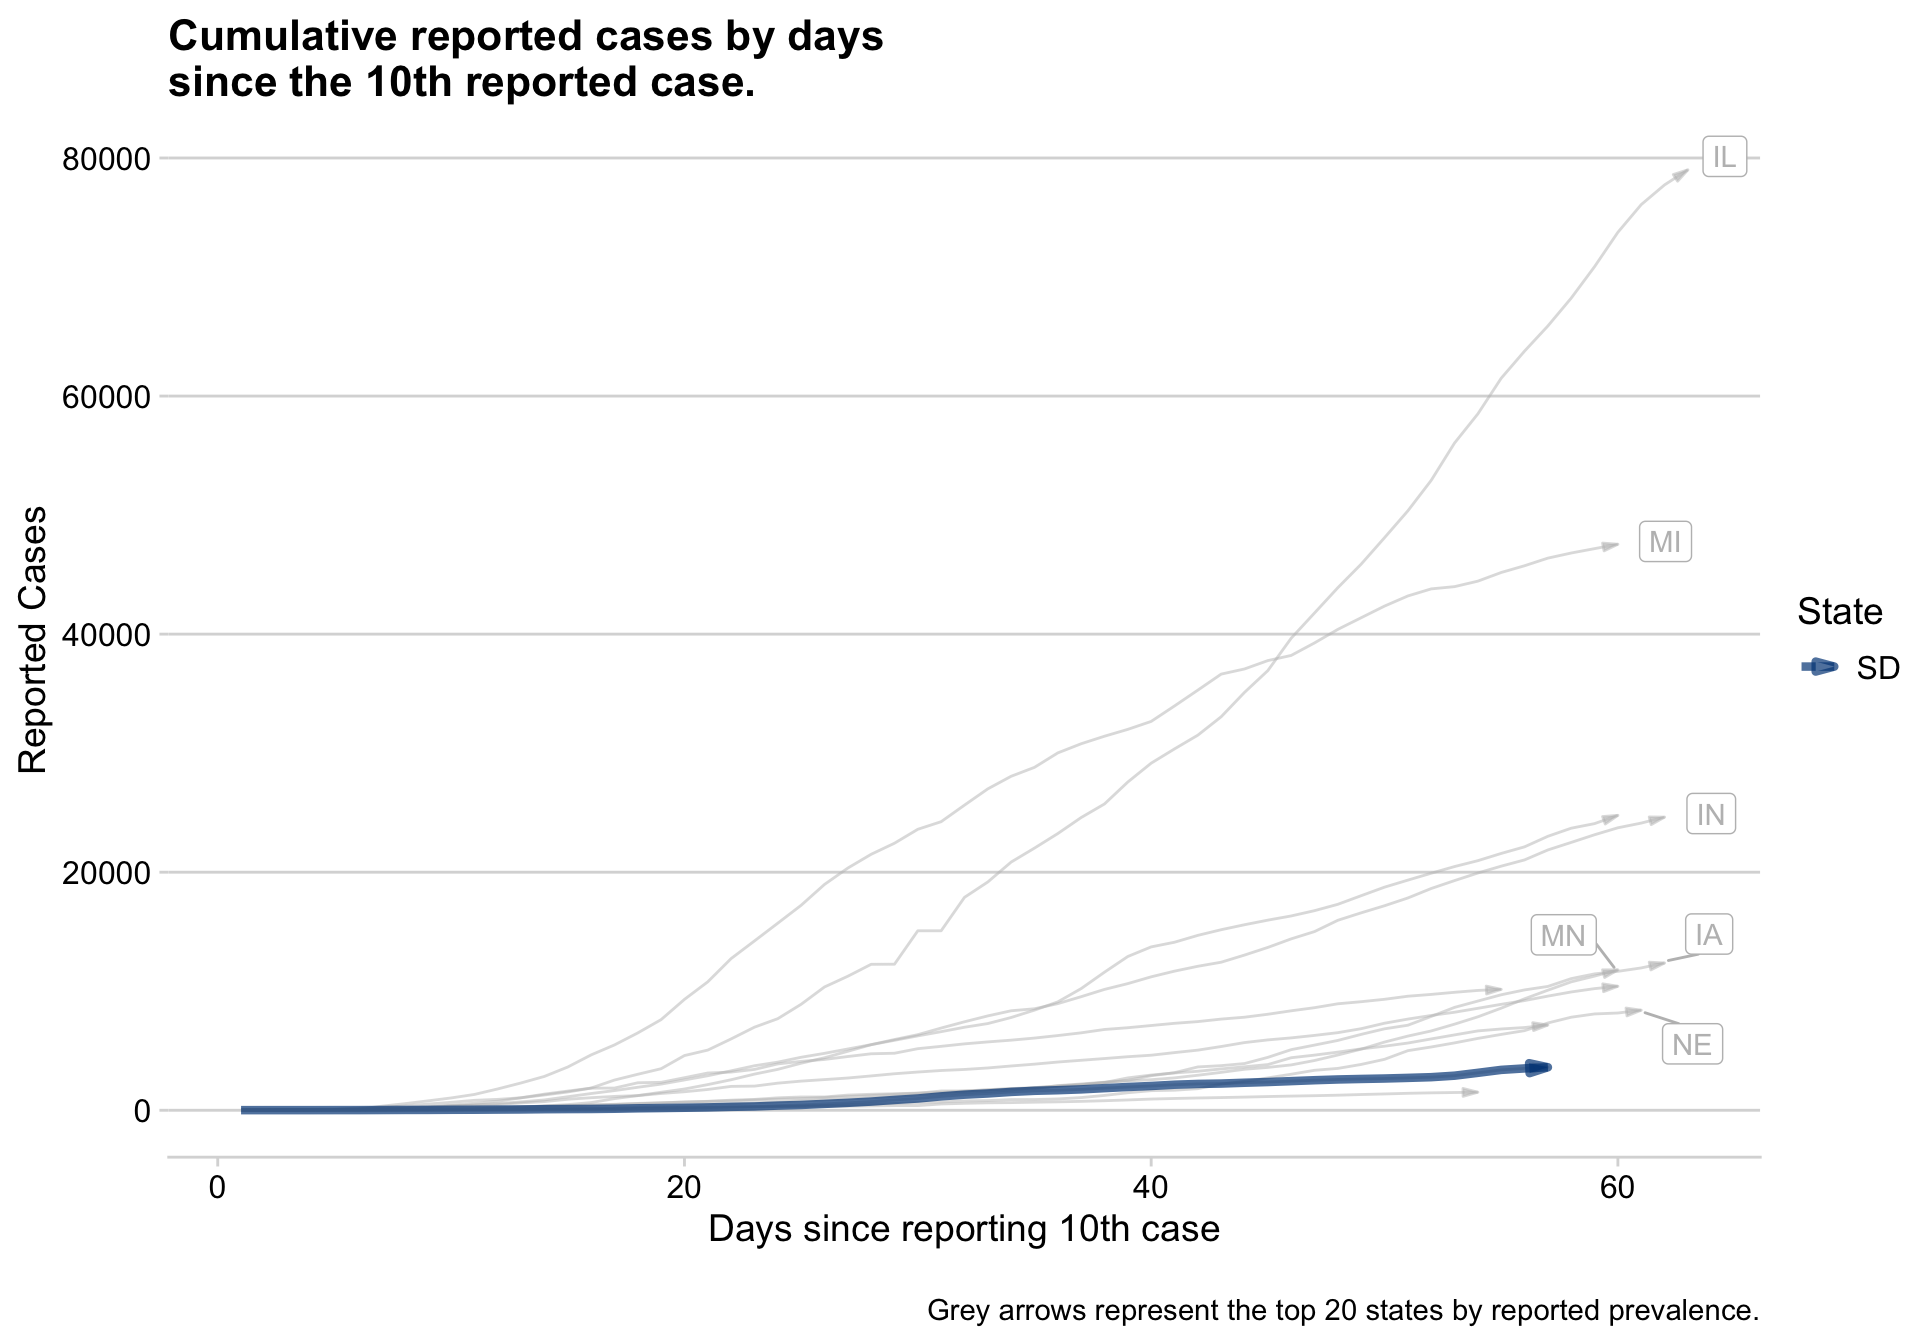 Cumulative reported cases by days
since the 10th reported case.
80000
60000
40000
20000
0
Reported Cases
IL
MI
IN
MN
IA
NE
State
SD
0
20
40
60
Days since reporting 10th case
Grey arrows represent the top 20 states by reported prevalence.